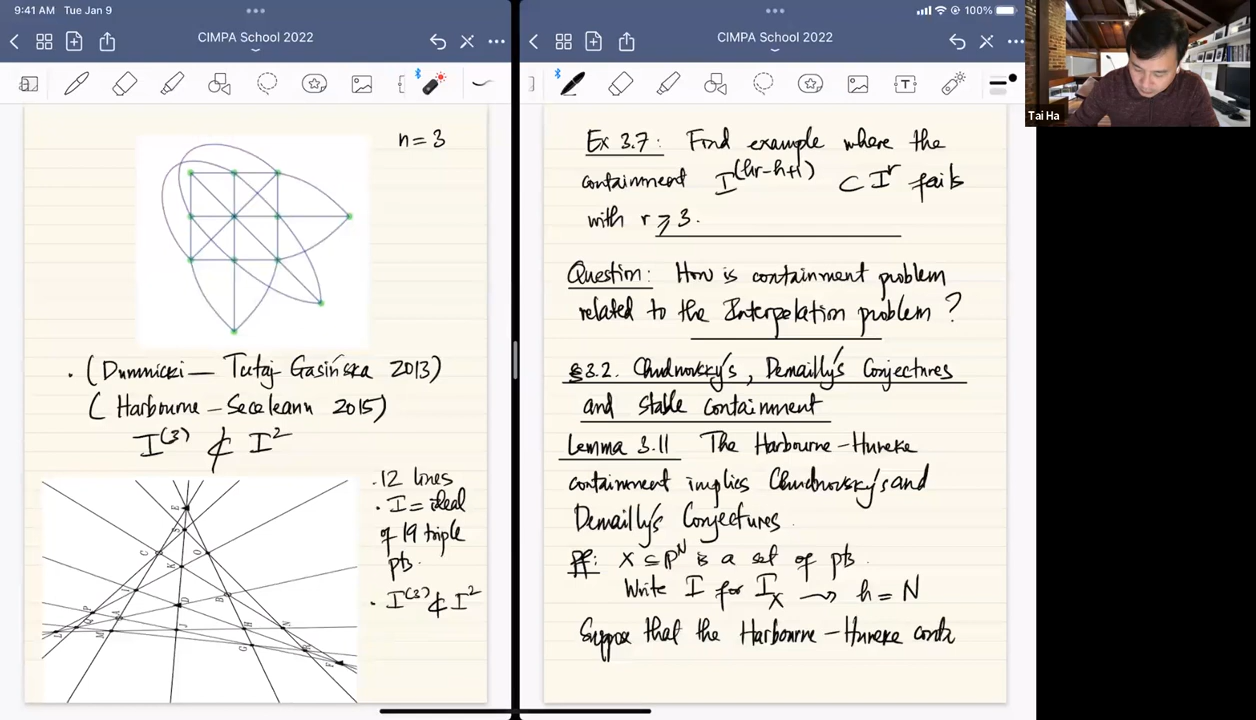 9:41 AM Tue Jan 9
100%
CIMPA School 2022
CIMPA School 2022
n = 3
. (Dumnicki – Tutaj-Gasińska 2013)
( Harbourne – Seceleanu 2015)
I^(3) ⊄ I^2
. 12 lines
. I = ideal
of 19 triple
pts.
. I^(3) ⊄ I^2
E
S
C
O
K
I
D
B
P
A
Q
L
M
J
H
N
G
R
F
Ex 3.7: Find example where the
containment I^(hr-h+1) ⊂ I^r fails
with r ⩾ 3.
Question: How is containment problem
related to the Interpolation problem?
§3.2. Chudnovsky's, Demailly's Conjectures
and Stable Containment
Lemma 3.11 The Harbourne – Huneke
containment implies Chudnovsky's and
Demailly's Conjectures.
Pf: X ⊆ P^N is a set of pts.
Write I for I_X ⇝ h = N
Suppose that the Harbourne – Huneke conta
Tai Ha